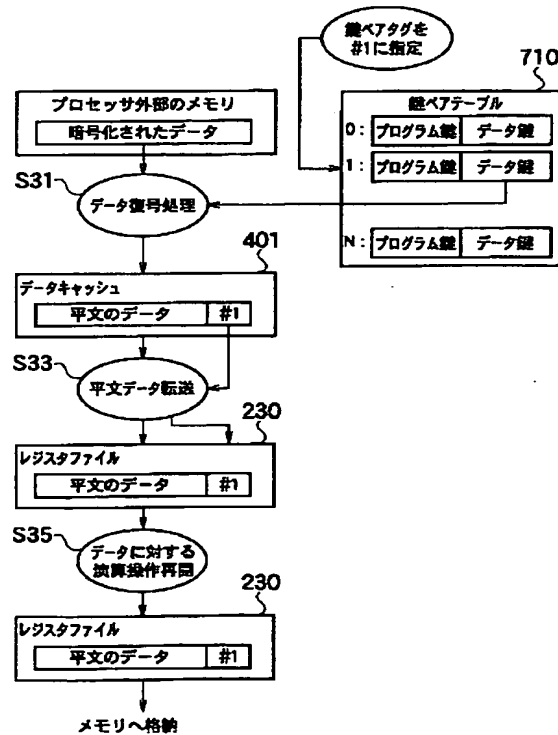 鍵ペアタグを
#1に指定
710
プロセッサ外部のメモリ
暗号化されたデータ
鍵ペアテーブル
0: プログラム鍵 データ鍵
1: プログラム鍵 データ鍵
N: プログラム鍵 データ鍵
S31
データ復号処理
401
データキャッシュ
平文のデータ #1
S33
平文データ転送
230
レジスタファイル
平文のデータ #1
S35
データに対する
演算操作再開
230
レジスタファイル
平文のデータ #1
メモリへ格納